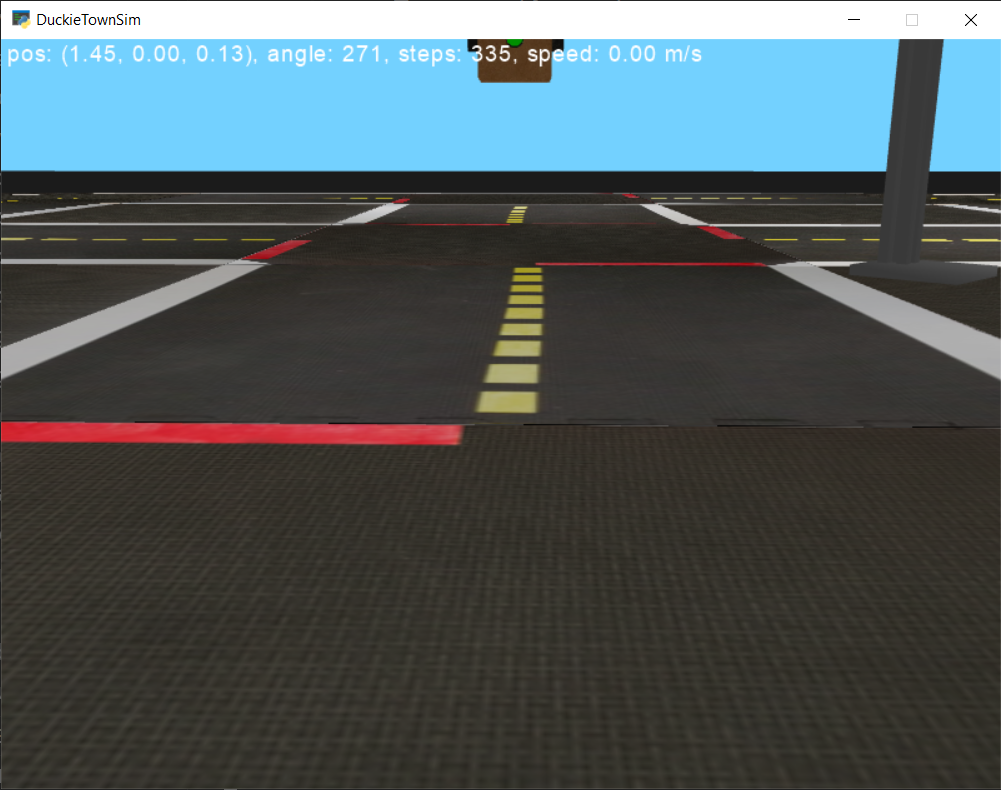 DuckieTownSim
pos: (1.45, 0.00, 0.13), angle: 271, steps: 335, speed: 0.00 m/s